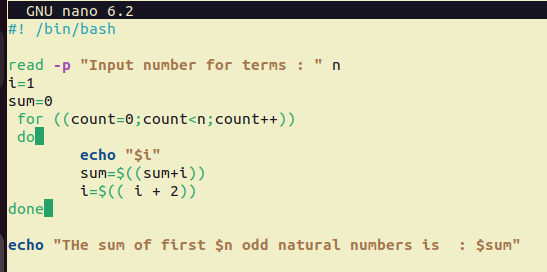 GNU nano 6.2
#! /bin/bash
read -p "Input number for terms : " n
i=1
sum=0
for ((count=0;count<n;count++))
do
echo "$i"
sum=$((sum+i))
i=$(( i + 2))
done
echo "THe sum of first $n odd natural numbers is  : $sum"